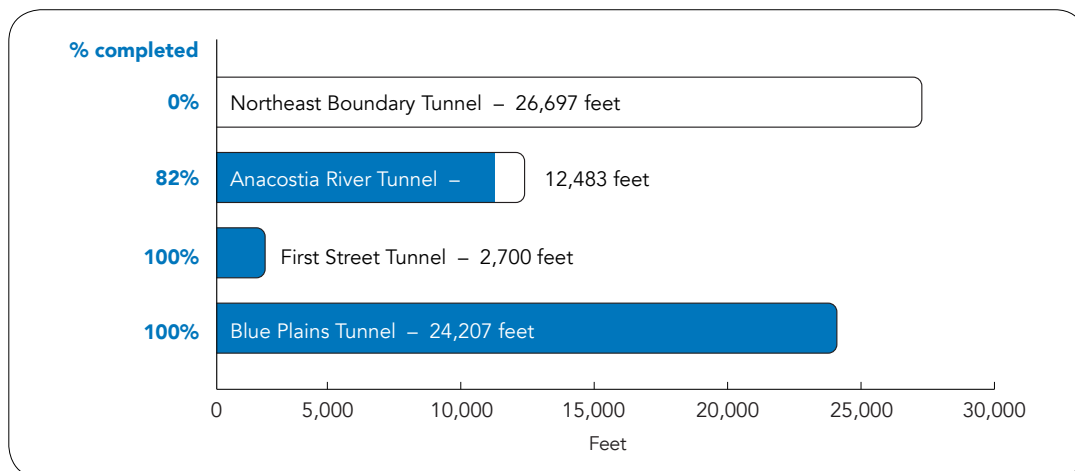 % completed
0% Northeast Boundary Tunnel – 26,697 feet
82% Anacostia River Tunnel – 12,483 feet
100% First Street Tunnel – 2,700 feet
100% Blue Plains Tunnel – 24,207 feet
0 5,000 10,000 15,000 20,000 25,000 30,000
Feet